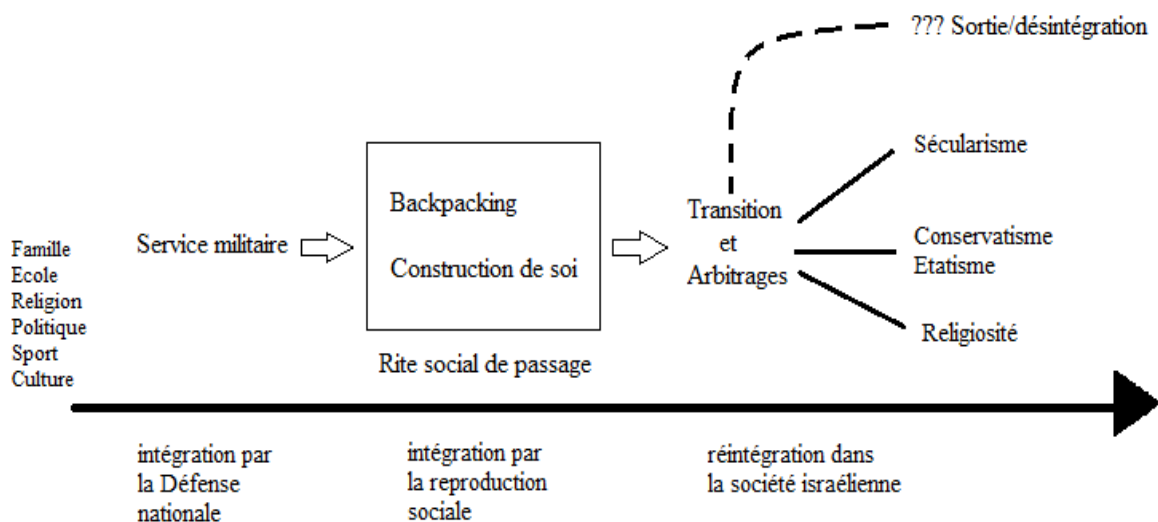 ??? Sortie/désintégration
Sécularisme
Backpacking
Construction de soi
Transition
et
Arbitrages
Service militaire
Conservatisme
Etatisme
Religiosité
Famille
Ecole
Religion
Politique
Sport
Culture
Rite social de passage
intégration par
la Défense
nationale
intégration par
la reproduction
sociale
réintégration dans
la société israélienne